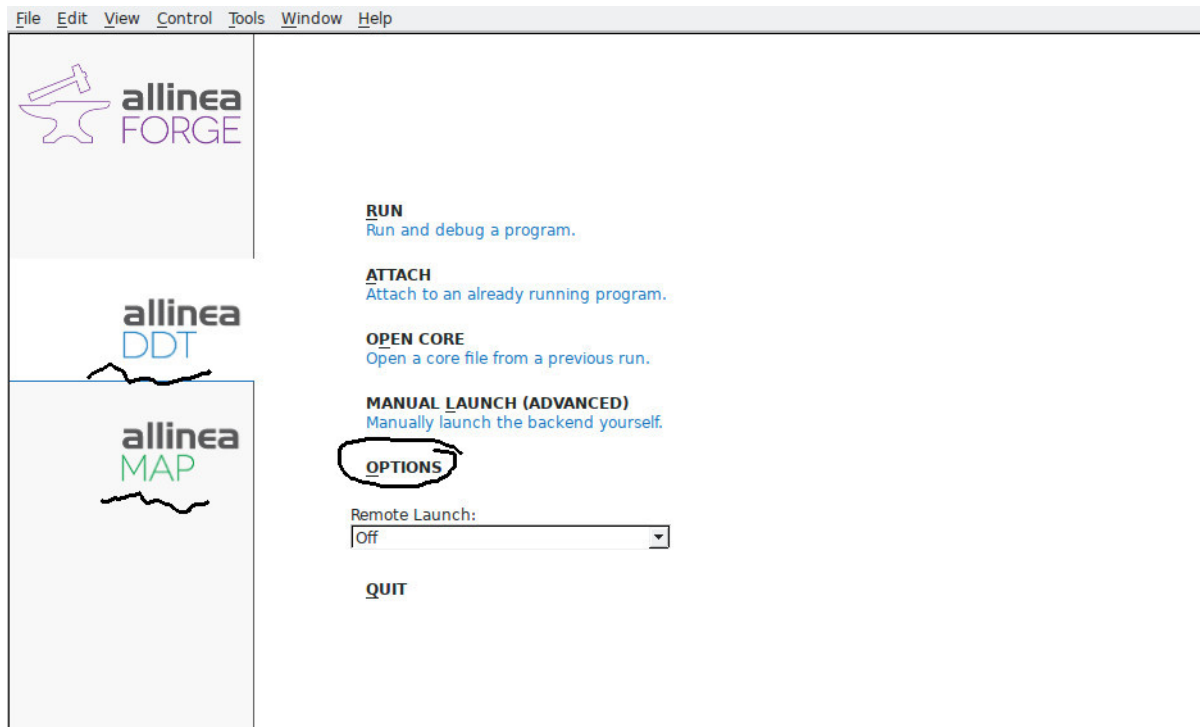 File Edit View Control Tools Window Help
allinea
FORGE
allinea
DDT
allinea
MAP
RUN
Run and debug a program.
ATTACH
Attach to an already running program.
OPEN CORE
Open a core file from a previous run.
MANUAL LAUNCH (ADVANCED)
Manually launch the backend yourself.
OPTIONS
Remote Launch:
Off
QUIT